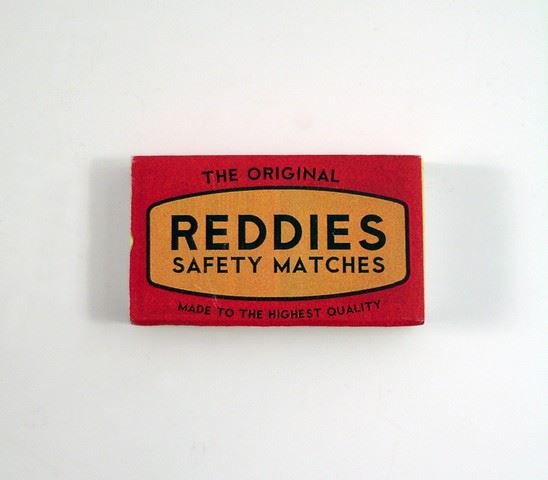 THE ORIGINAL
REDDIES
SAFETY MATCHES
MADE TO THE HIGHEST QUALITY